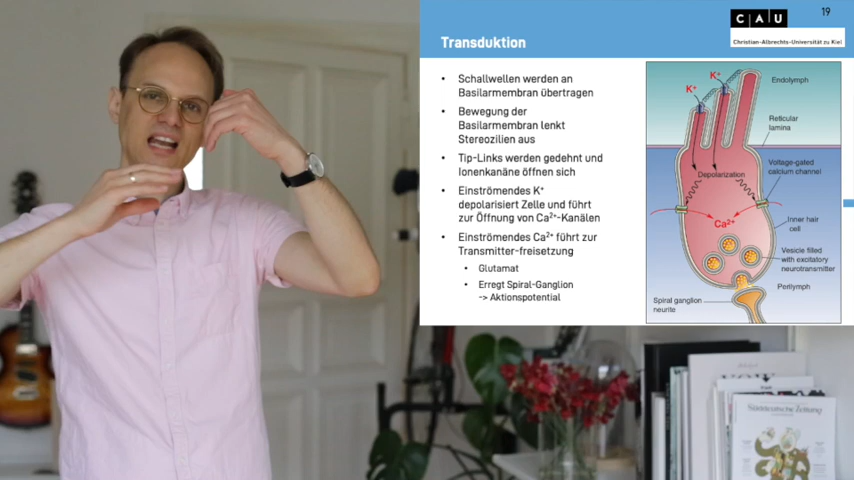 19
CAU
Christian-Albrechts-Universität zu Kiel
Transduktion
• Schallwellen werden an
Basilarmembran übertragen
• Bewegung der
Basilarmembran lenkt
Stereozilien aus
• Tip-Links werden gedehnt und
Ionenkanäle öffnen sich
• Einströmendes K⁺
depolarisiert Zelle und führt
zur Öffnung von Ca²⁺-Kanälen
• Einströmendes Ca²⁺ führt zur
Transmitter-freisetzung
• Glutamat
• Erregt Spiral-Ganglion
-> Aktionspotential
K⁺
K⁺
Endolymph
Reticular
lamina
Voltage-gated
calcium channel
Depolarization
Ca²⁺
Inner hair
cell
Vesicle filled
with excitatory
neurotransmitter
Perilymph
Spiral ganglion
neurite
Süddeutsche Zeitung